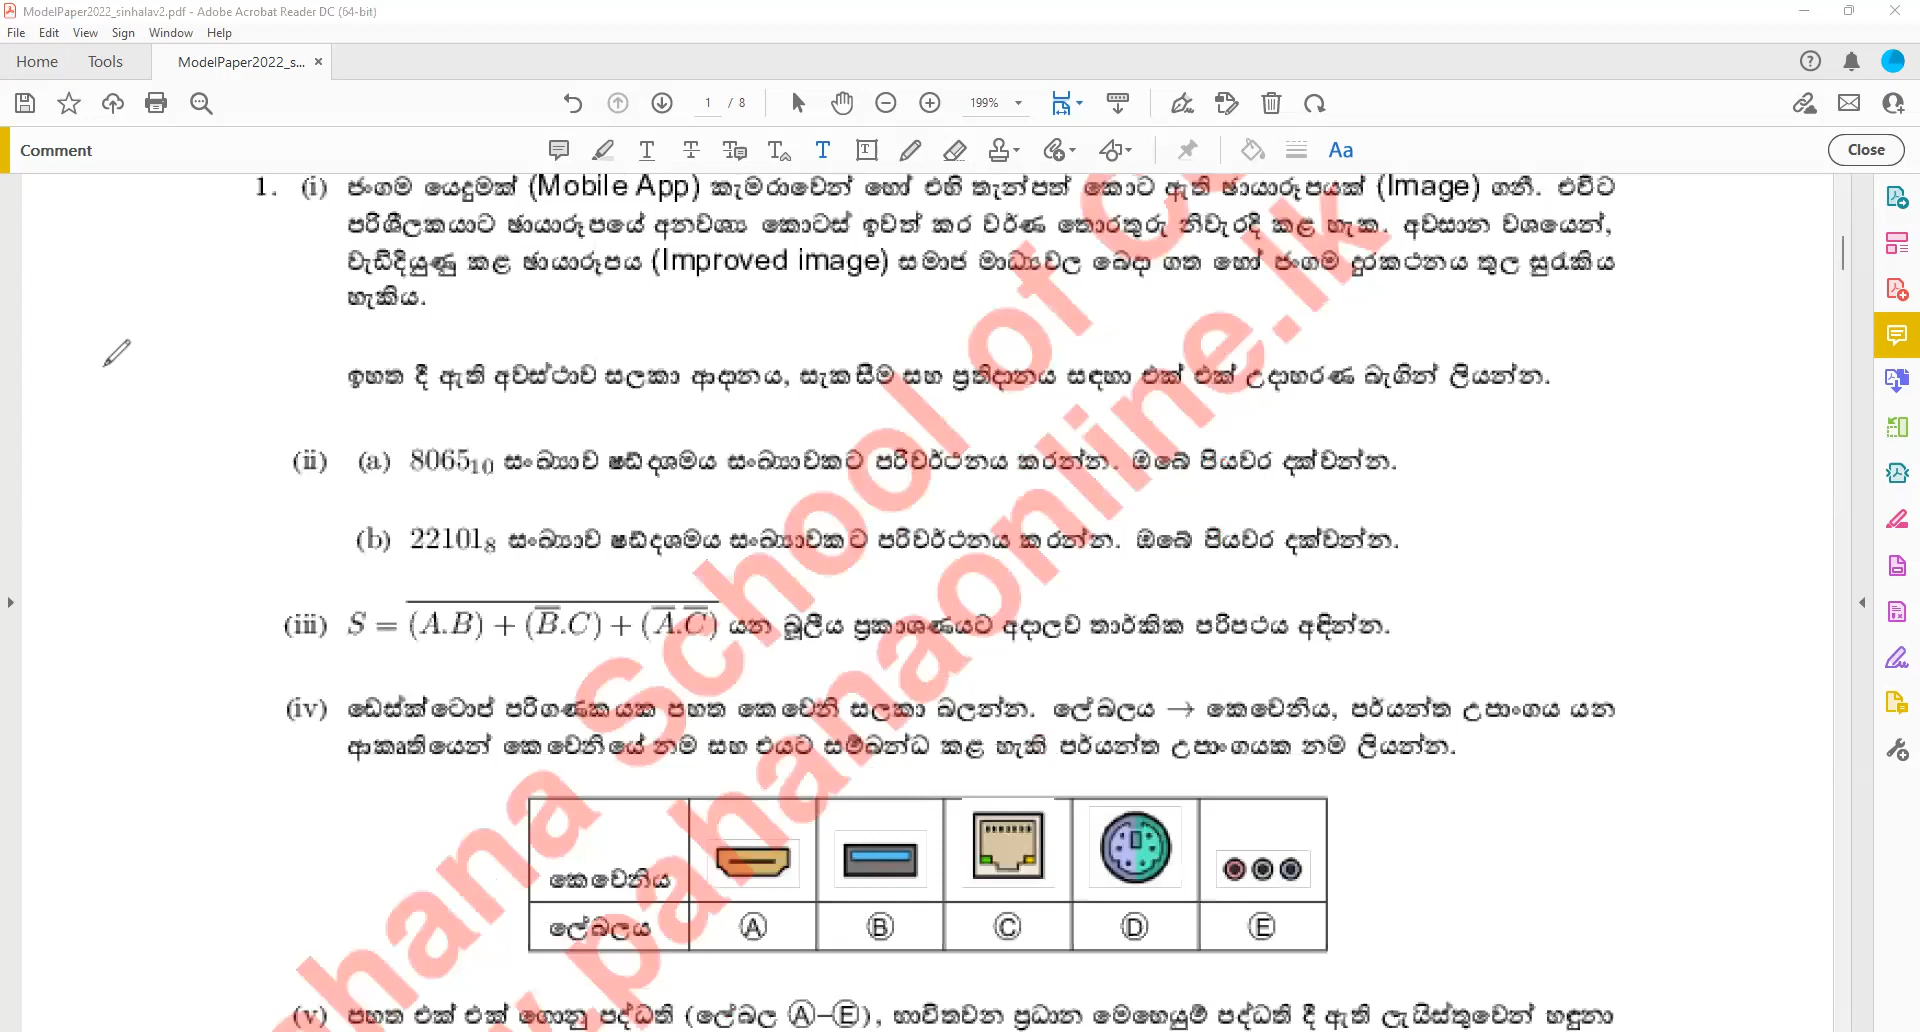 ModelPaper2022_sinhalav2.pdf - Adobe Acrobat Reader DC (64-bit)
File Edit View Sign Window Help
Home Tools ModelPaper2022_s... ×
1 / 8 199%
Comment Close
1. (i) ජංගම යෙදුමක් (Mobile App) කැමරාවෙන් හෝ එහි තැන්පත් කොට ඇති ඡායාරූපයක් (Image) ගනී. එවිට
පරිශීලකයාට ඡායාරූපයේ අනවශ්‍ය කොටස් ඉවත් කර වර්ණ තොරතුරු නිවැරදි කළ හැක. අවසාන වශයෙන්,
වැඩිදියුණු කළ ඡායාරූපය (Improved image) සමාජ මාධ්‍යවල බෙදා ගත හෝ ජංගම දුරකථනය තුල සුරැකිය
හැකිය.
ඉහත දී ඇති අවස්ථාව සලකා ආදානය, සැකසීම සහ ප්‍රතිදානය සඳහා එක් එක් උදාහරණ බැගින් ලියන්න.
(ii) (a) 8065₁₀ සංඛ්‍යාව ෂඩ්දශමය සංඛ්‍යාවකට පරිවර්ථනය කරන්න. ඔබේ පියවර දක්වන්න.
(b) 22101₈ සංඛ්‍යාව ෂඩ්දශමය සංඛ්‍යාවකට පරිවර්ථනය කරන්න. ඔබේ පියවර දක්වන්න.
(iii) S = \overline{(A.B) + (\overline{B}.C) + (\overline{A}.\overline{C})} යන බූලීය ප්‍රකාශණයට අදාලව තාර්කික පරිපථය අඳින්න.
(iv) ඩෙස්ක්ටොප් පරිගණකයක පහත කෙවෙනි සලකා බලන්න. ලේබලය → කෙවෙනිය, පර්යන්ත උපාංගය යන
ආකෘතියෙන් කෙවෙනියේ නම සහ එයට සම්බන්ධ කළ හැකි පර්යන්ත උපාංගයක නම ලියන්න.
කෙවෙනිය
ලේබලය Ⓐ Ⓑ Ⓒ Ⓓ Ⓔ
(v) පහත එක් එක් ගොනු පද්ධති (ලේබල Ⓐ–Ⓔ), භාවිතවන ප්‍රධාන මෙහෙයුම් පද්ධති දී ඇති ලැයිස්තුවෙන් හඳුනා